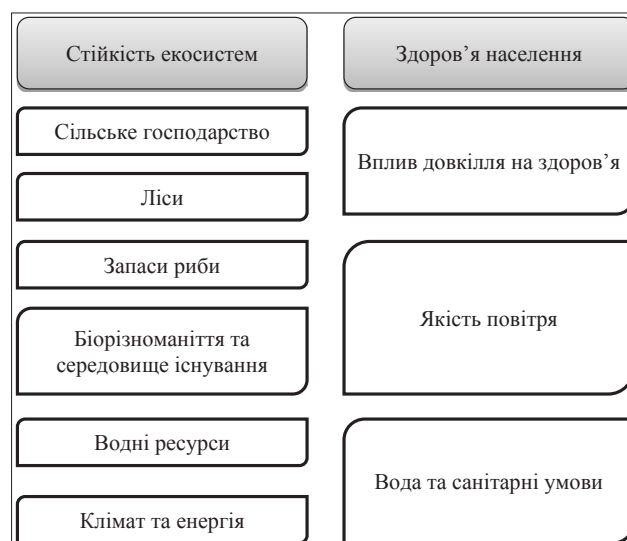 Стійкість екосистем
Сільське господарство
Ліси
Запаси риби
Біорізноманіття та
середовище існування
Водні ресурси
Клімат та енергія
Здоров’я населення
Вплив довкілля на здоров’я
Якість повітря
Вода та санітарні умови